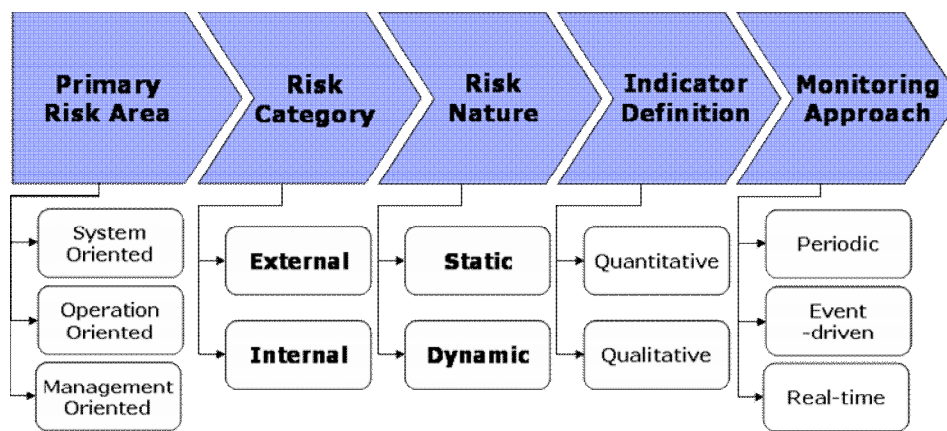 Primary
Risk Area
Risk
Category
Risk
Nature
Indicator
Definition
Monitoring
Approach
System
Oriented
Operation
Oriented
Management
Oriented
External
Internal
Static
Dynamic
Quantitative
Qualitative
Periodic
Event
-driven
Real-time